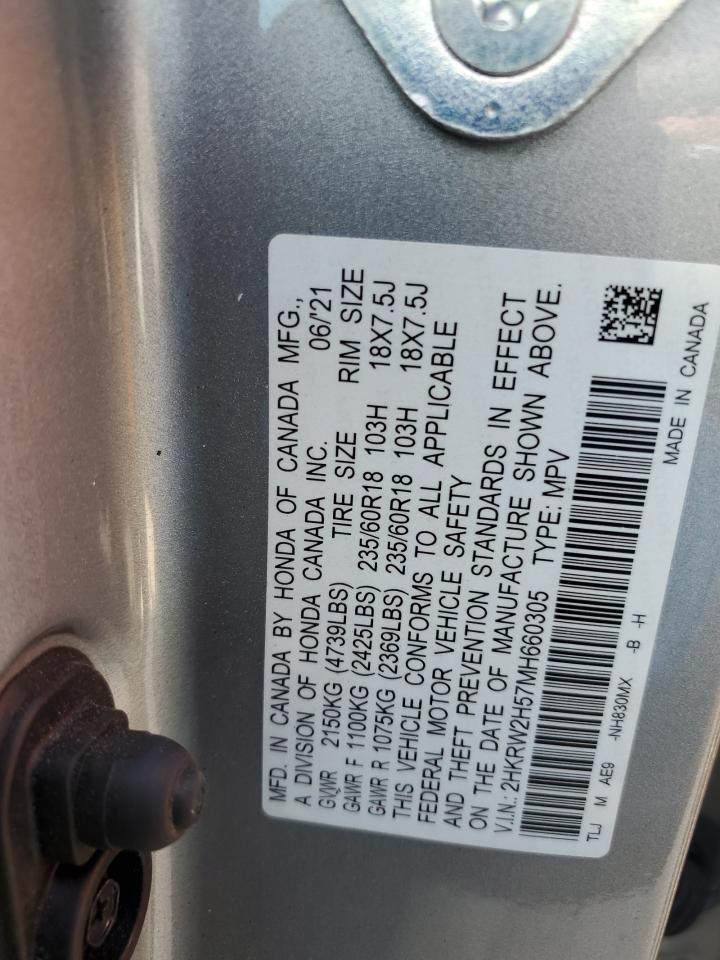 MFD. IN CANADA BY HONDA OF CANADA MFG.,
A DIVISION OF HONDA CANADA INC. 06/'21
GVWR 2150KG (4739LBS) TIRE SIZE RIM SIZE
GAWR F 1100KG (2425LBS) 235/60R18 103H 18X7.5J
GAWR R 1075KG (2369LBS) 235/60R18 103H 18X7.5J
THIS VEHICLE CONFORMS TO ALL APPLICABLE
FEDERAL MOTOR VEHICLE SAFETY
AND THEFT PREVENTION STANDARDS IN EFFECT
ON THE DATE OF MANUFACTURE SHOWN ABOVE.
V.I.N.: 2HKRW2H57MH660305 TYPE: MPV
TLJ M AE9 -NH830MX -B -H MADE IN CANADA